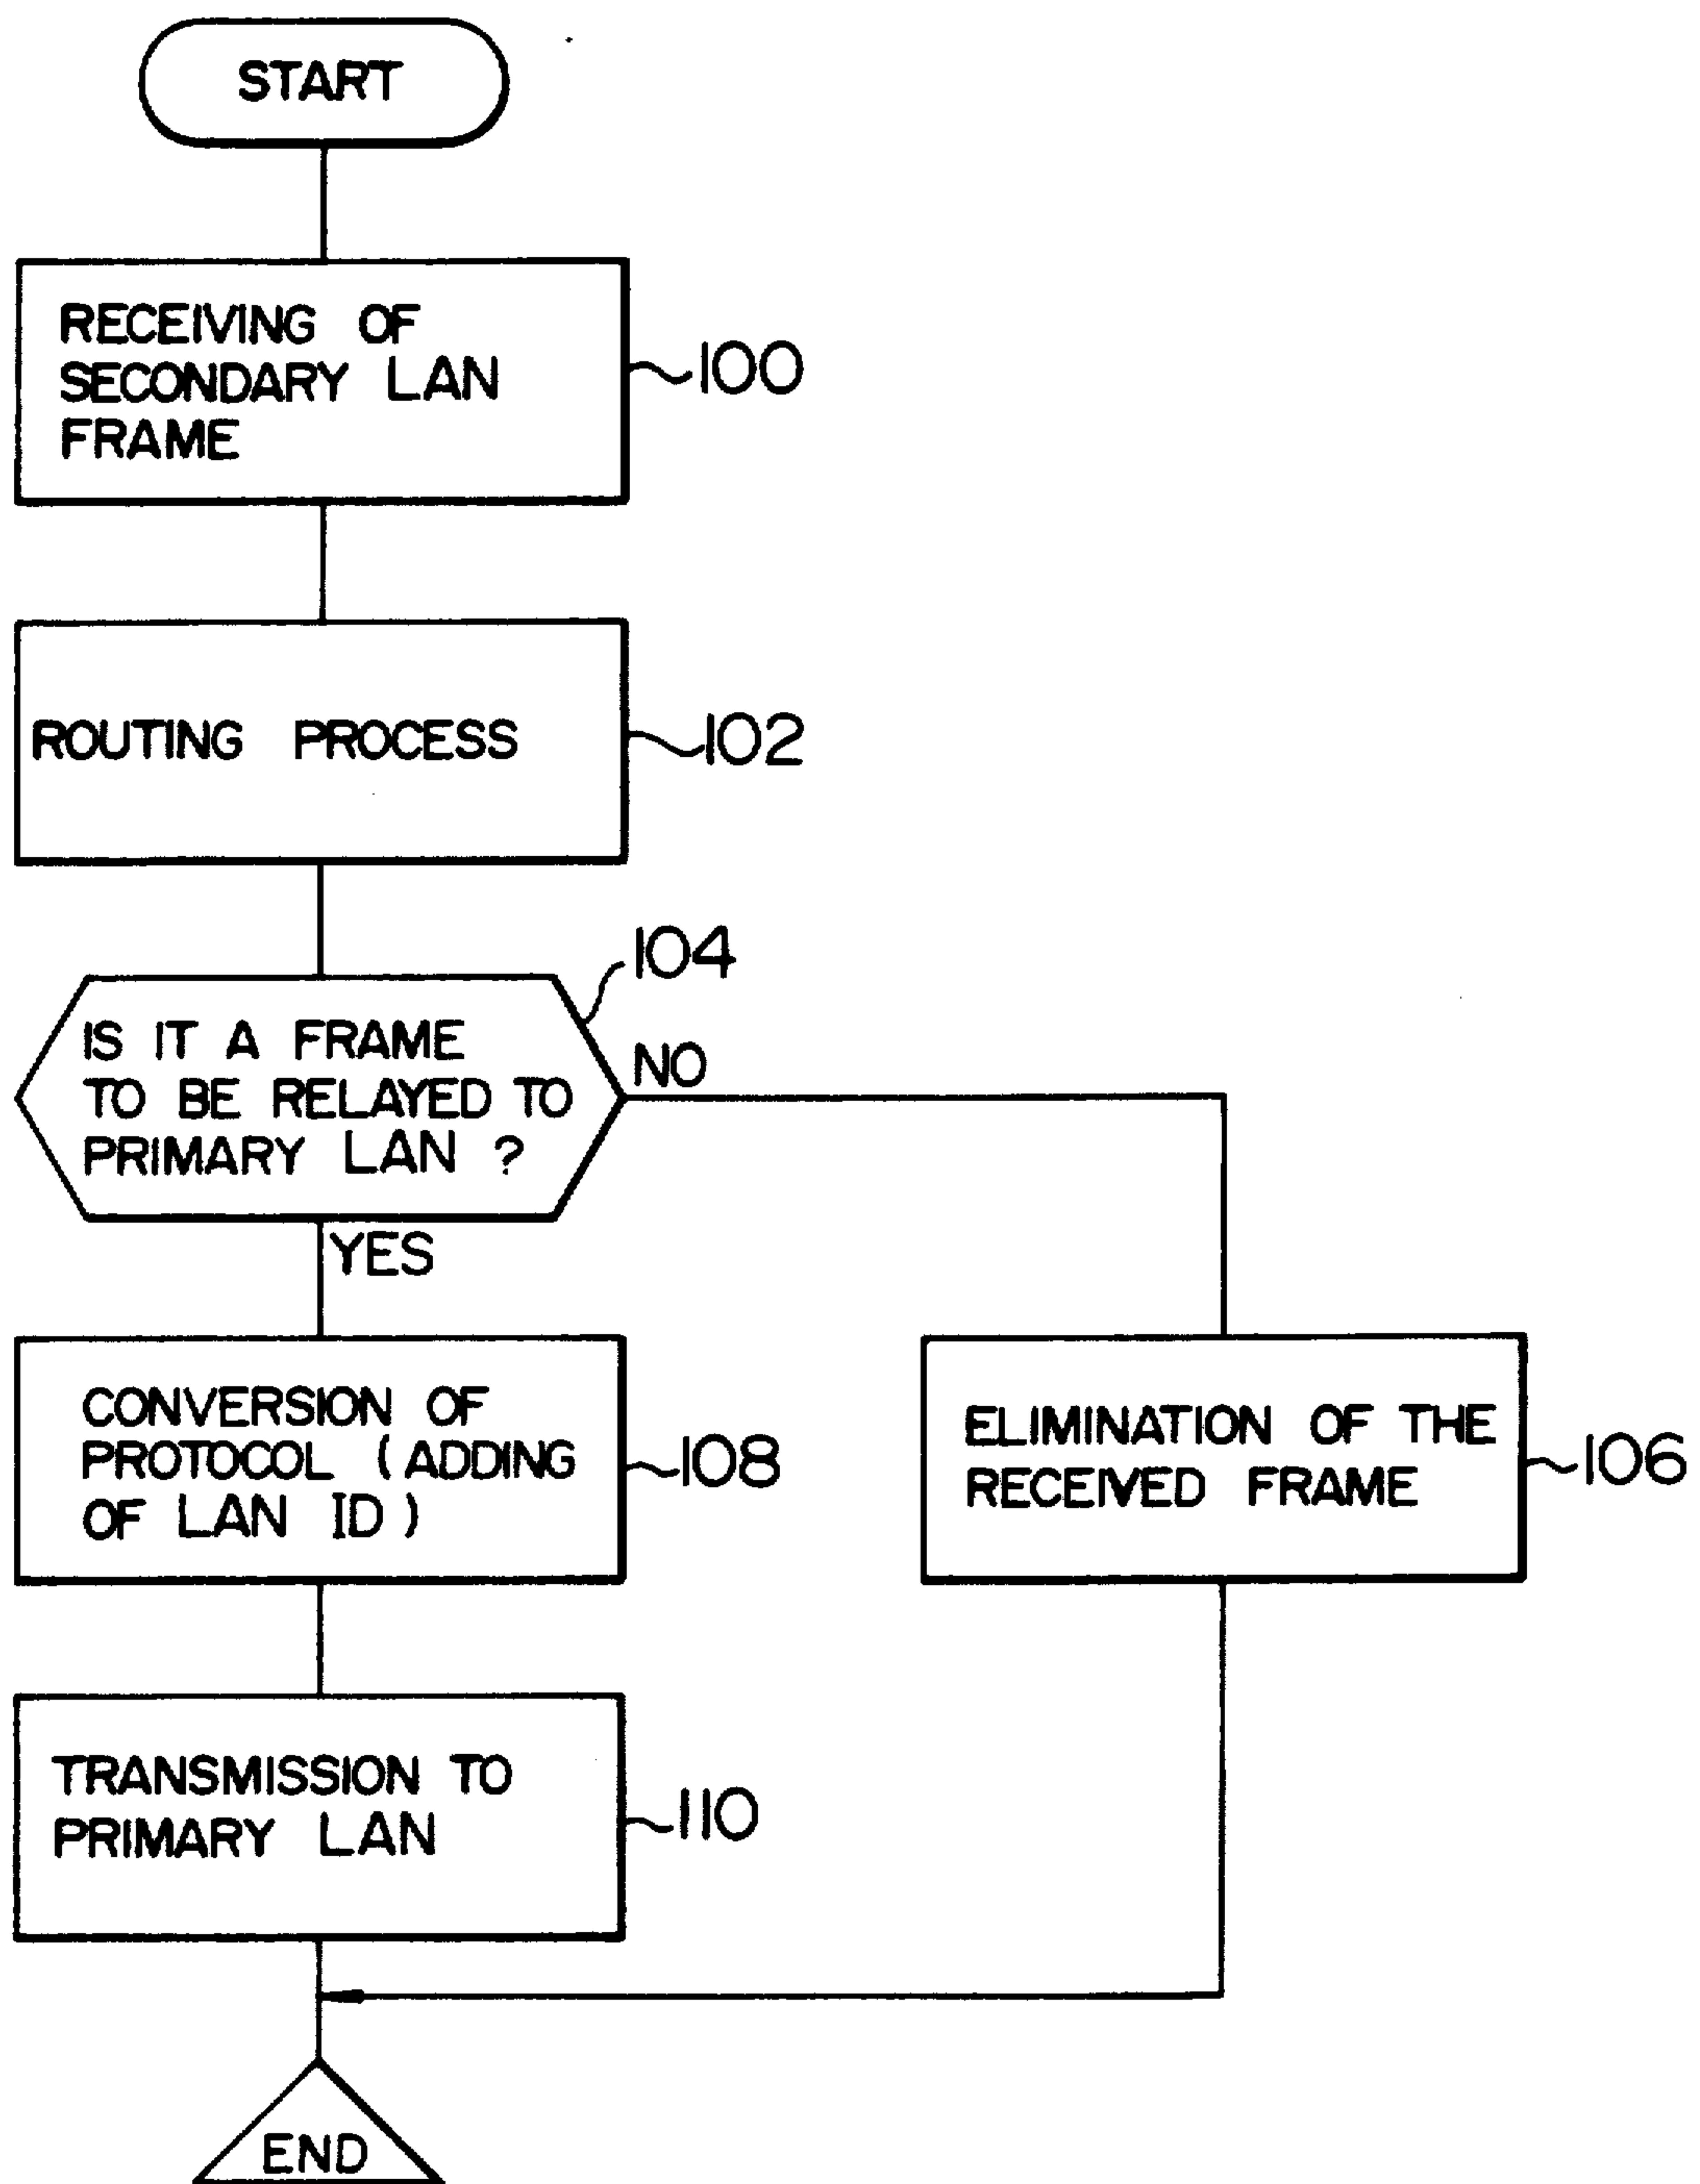 START
RECEIVING OF
SECONDARY LAN
FRAME
100
ROUTING PROCESS
102
104
IS IT A FRAME
TO BE RELAYED TO
PRIMARY LAN ?
NO
YES
CONVERSION OF
PROTOCOL (ADDING
OF LAN ID)
108
ELIMINATION OF THE
RECEIVED FRAME
106
TRANSMISSION TO
PRIMARY LAN
110
END